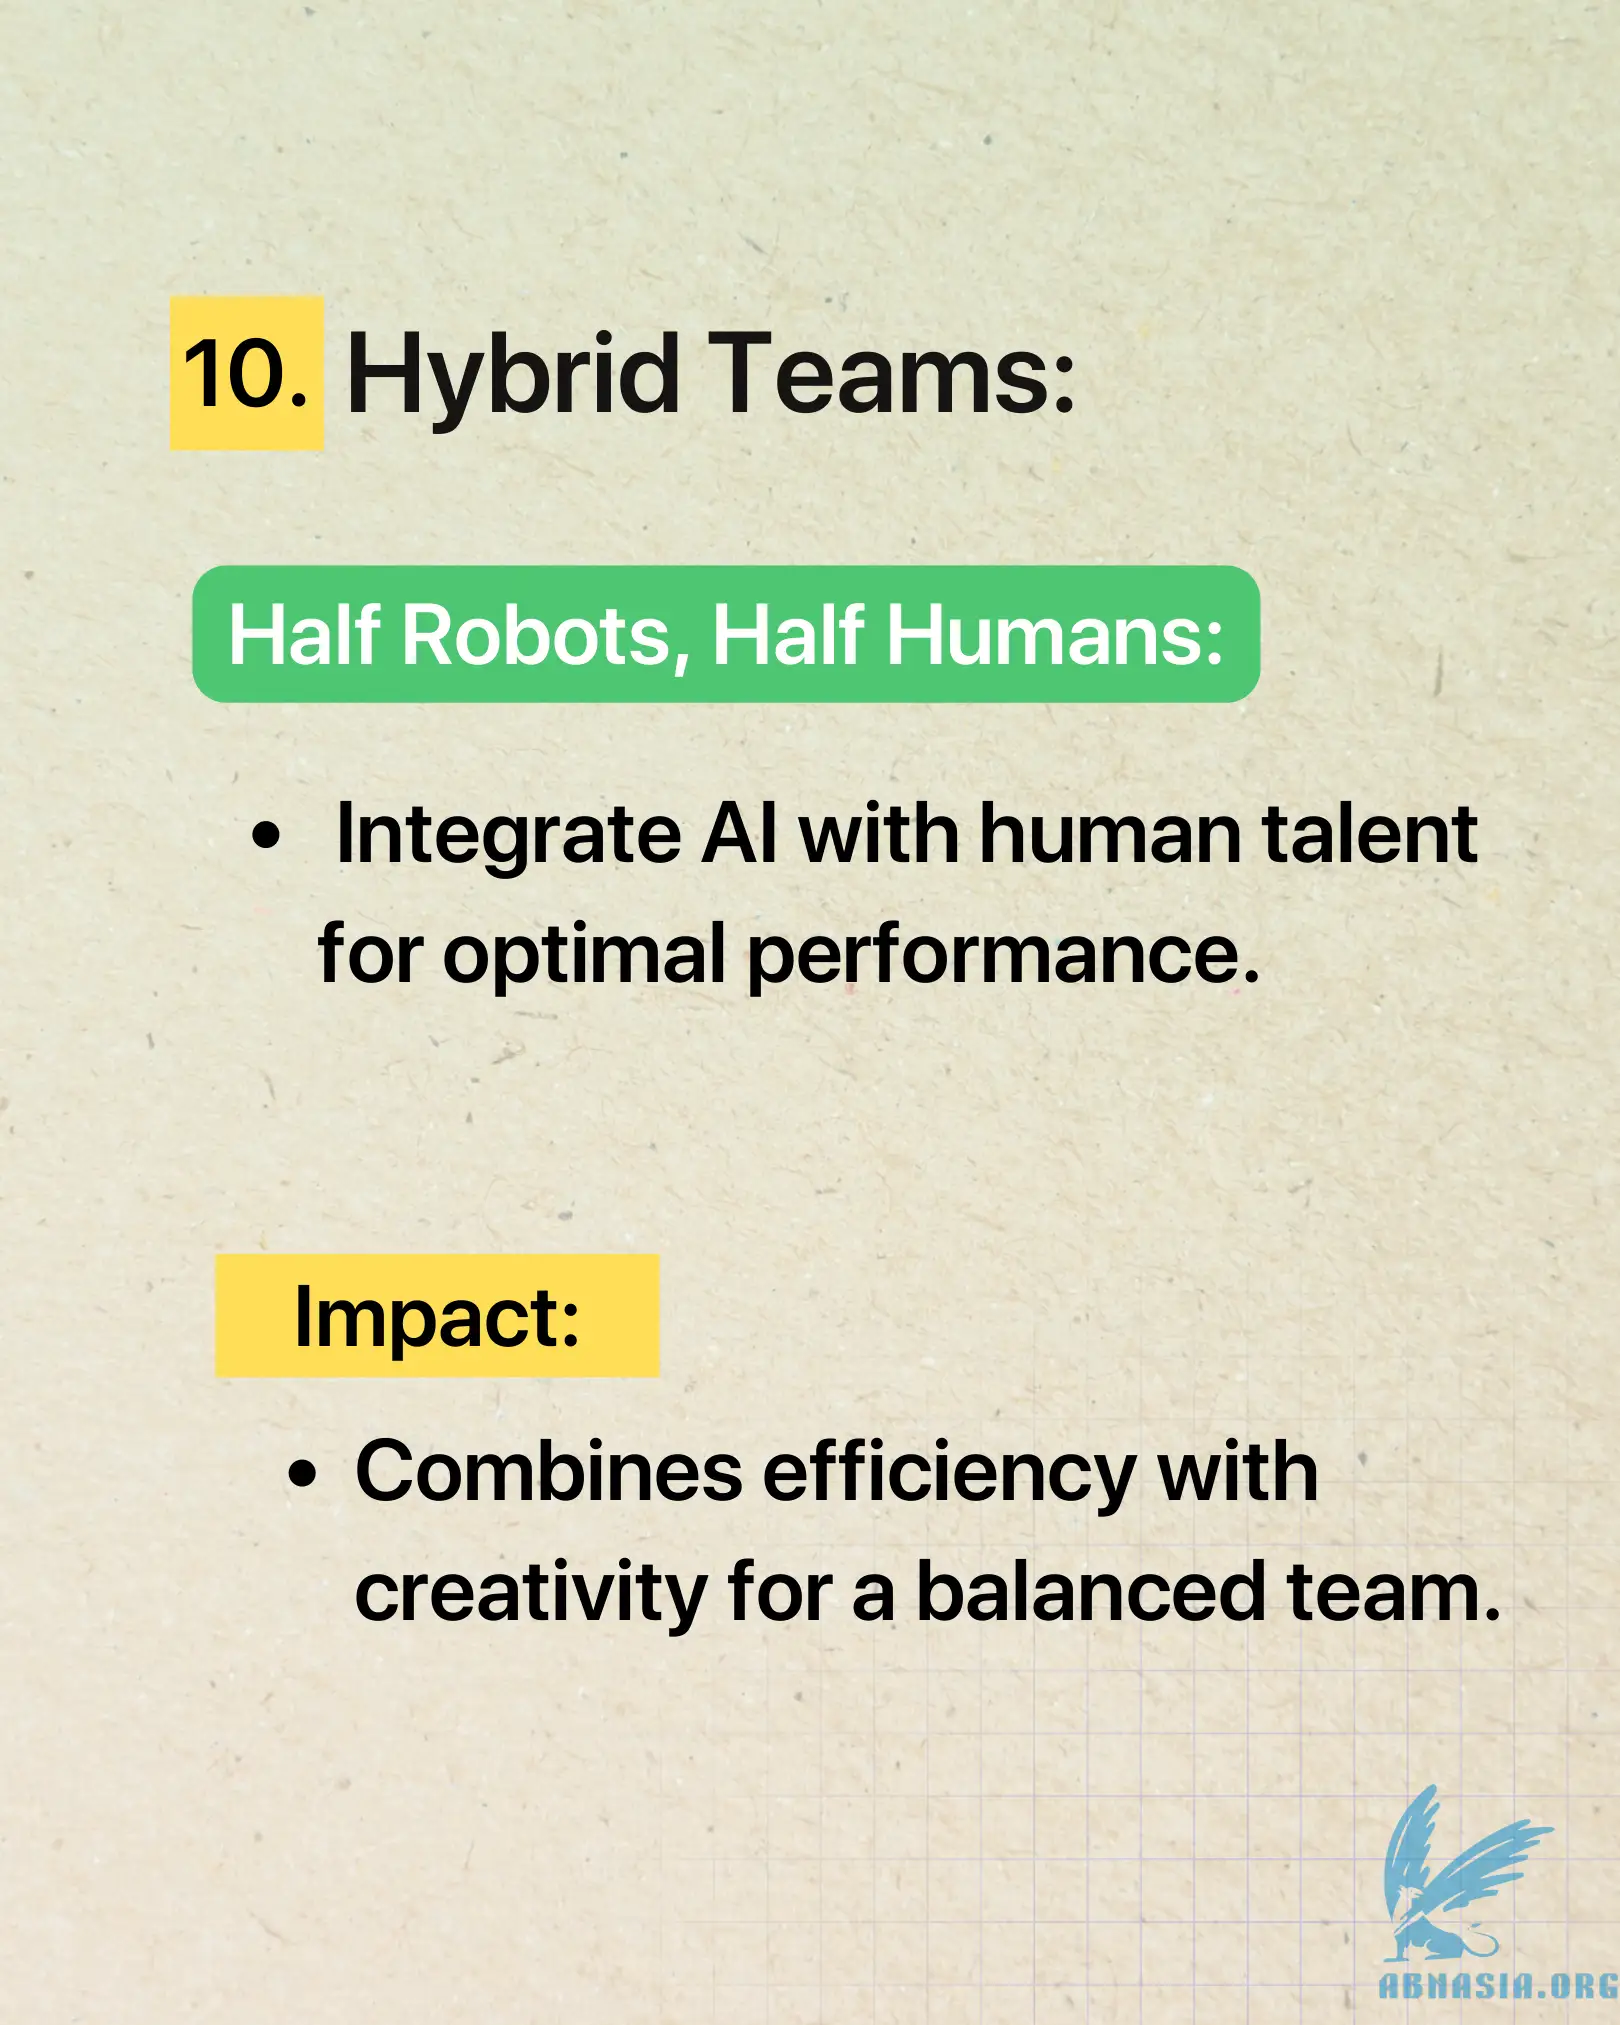 10. Hybrid Teams:
Half Robots, Half Humans:
• Integrate AI with human talent
for optimal performance.
Impact:
• Combines efficiency with
creativity for a balanced team.
ABNASIA.ORG